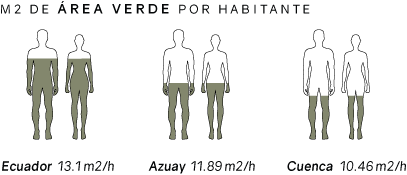 M2 DE ÁREA VERDE POR HABITANTE
Ecuador 13.1 m2/h Azuay 11.89 m2/h Cuenca 10.46 m2/h